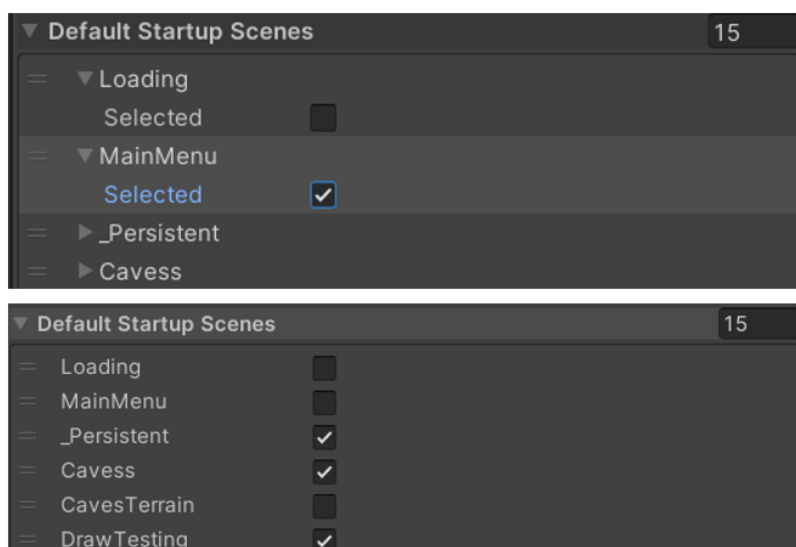 Default Startup Scenes 15
Loading
Selected
MainMenu
Selected
_Persistent
Cavess
Default Startup Scenes 15
Loading
MainMenu
_Persistent
Cavess
CavesTerrain
DrawTesting